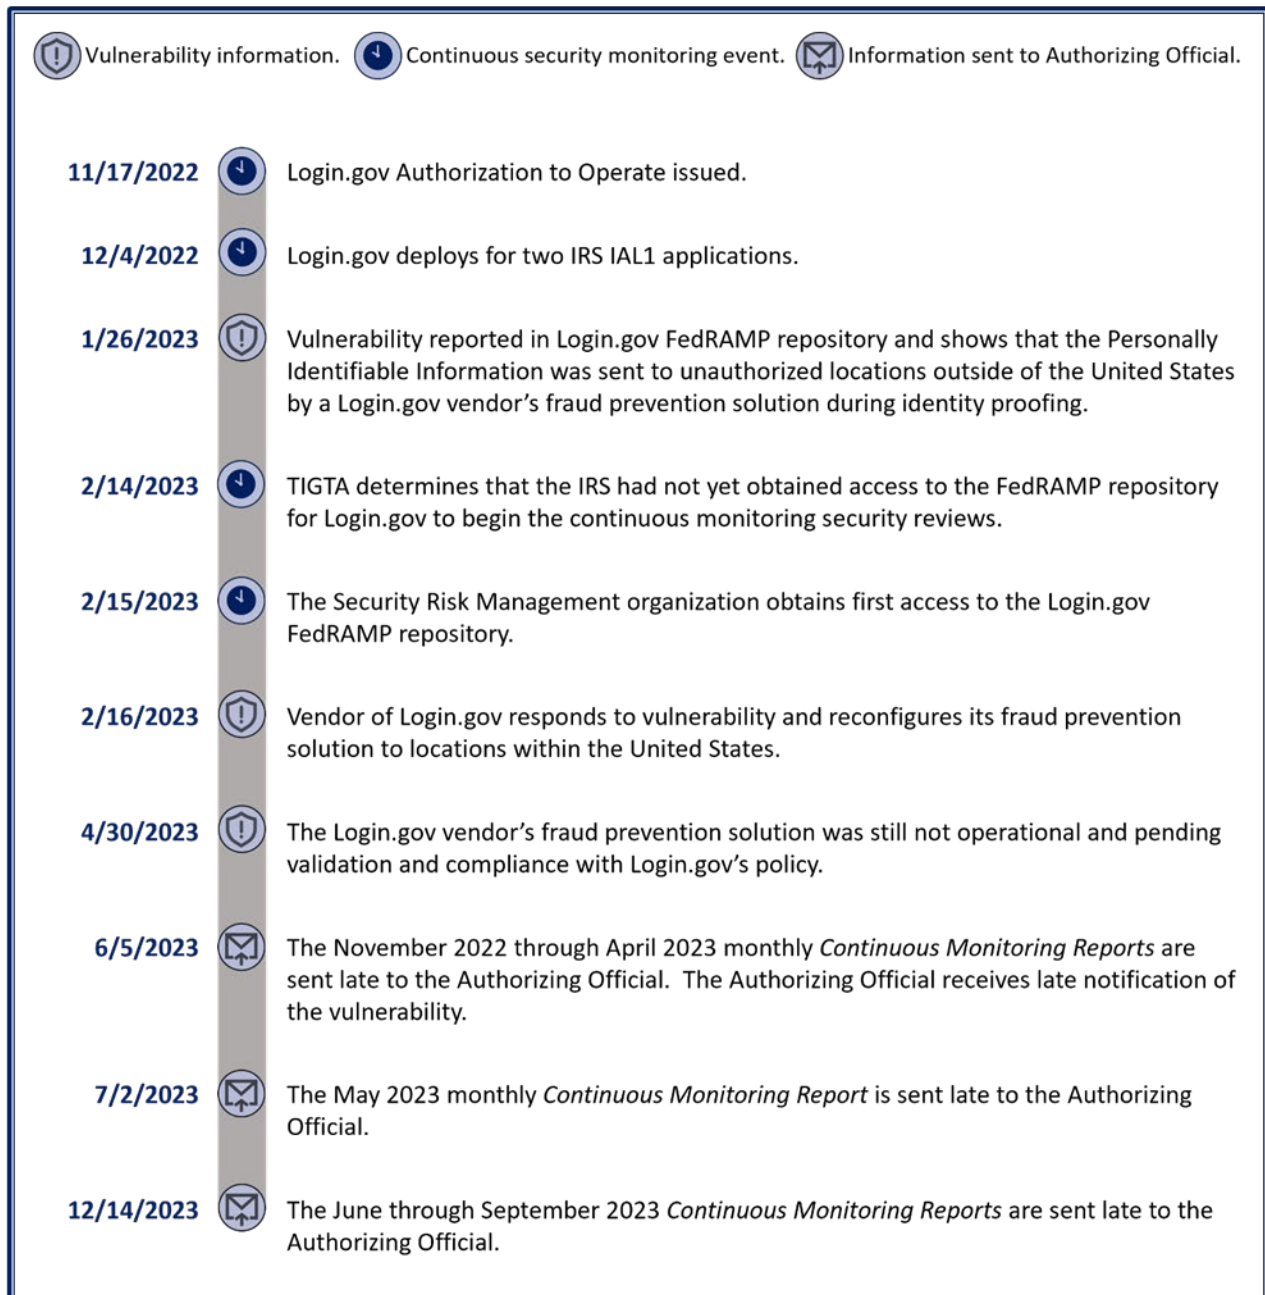 Vulnerability information. Continuous security monitoring event. Information sent to Authorizing Official.
11/17/2022 Login.gov Authorization to Operate issued.
12/4/2022 Login.gov deploys for two IRS IAL1 applications.
1/26/2023 Vulnerability reported in Login.gov FedRAMP repository and shows that the Personally
Identifiable Information was sent to unauthorized locations outside of the United States
by a Login.gov vendor’s fraud prevention solution during identity proofing.
2/14/2023 TIGTA determines that the IRS had not yet obtained access to the FedRAMP repository
for Login.gov to begin the continuous monitoring security reviews.
2/15/2023 The Security Risk Management organization obtains first access to the Login.gov
FedRAMP repository.
2/16/2023 Vendor of Login.gov responds to vulnerability and reconfigures its fraud prevention
solution to locations within the United States.
4/30/2023 The Login.gov vendor’s fraud prevention solution was still not operational and pending
validation and compliance with Login.gov’s policy.
6/5/2023 The November 2022 through April 2023 monthly Continuous Monitoring Reports are
sent late to the Authorizing Official.  The Authorizing Official receives late notification of
the vulnerability.
7/2/2023 The May 2023 monthly Continuous Monitoring Report is sent late to the Authorizing
Official.
12/14/2023 The June through September 2023 Continuous Monitoring Reports are sent late to the
Authorizing Official.